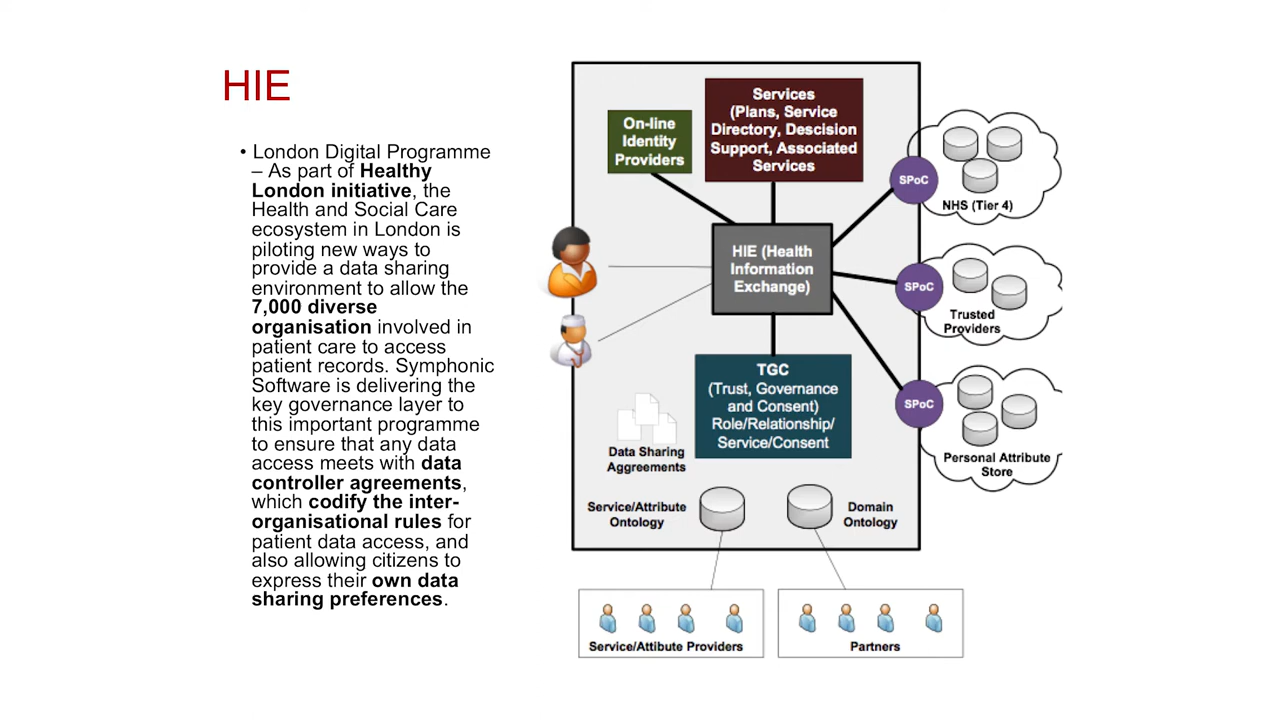 HIE
• London Digital Programme
– As part of Healthy
London initiative, the
Health and Social Care
ecosystem in London is
piloting new ways to
provide a data sharing
environment to allow the
7,000 diverse
organisation involved in
patient care to access
patient records. Symphonic
Software is delivering the
key governance layer to
this important programme
to ensure that any data
access meets with data
controller agreements,
which codify the inter-
organisational rules for
patient data access, and
also allowing citizens to
express their own data
sharing preferences.
On-line
Identity
Providers
Services
(Plans, Service
Directory, Descision
Support, Associated
Services
SPoC
NHS (Tier 4)
HIE (Health
Information
Exchange)
SPoC
Trusted
Providers
TGC
(Trust, Governance
and Consent)
Role/Relationship/
Service/Consent
SPoC
Personal Attribute
Store
Data Sharing
Aggreements
Service/Attribute
Ontology
Domain
Ontology
Service/Attibute Providers
Partners